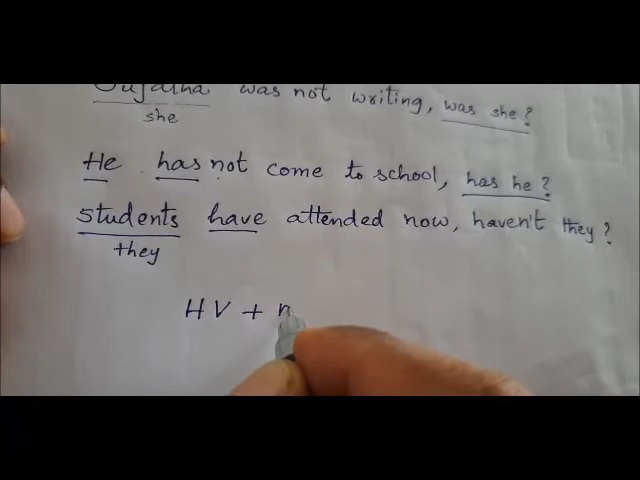 Sujatha was not writing, was she?
she
He has not come to school, has he?
students have attended now, haven't they?
they
HV + n